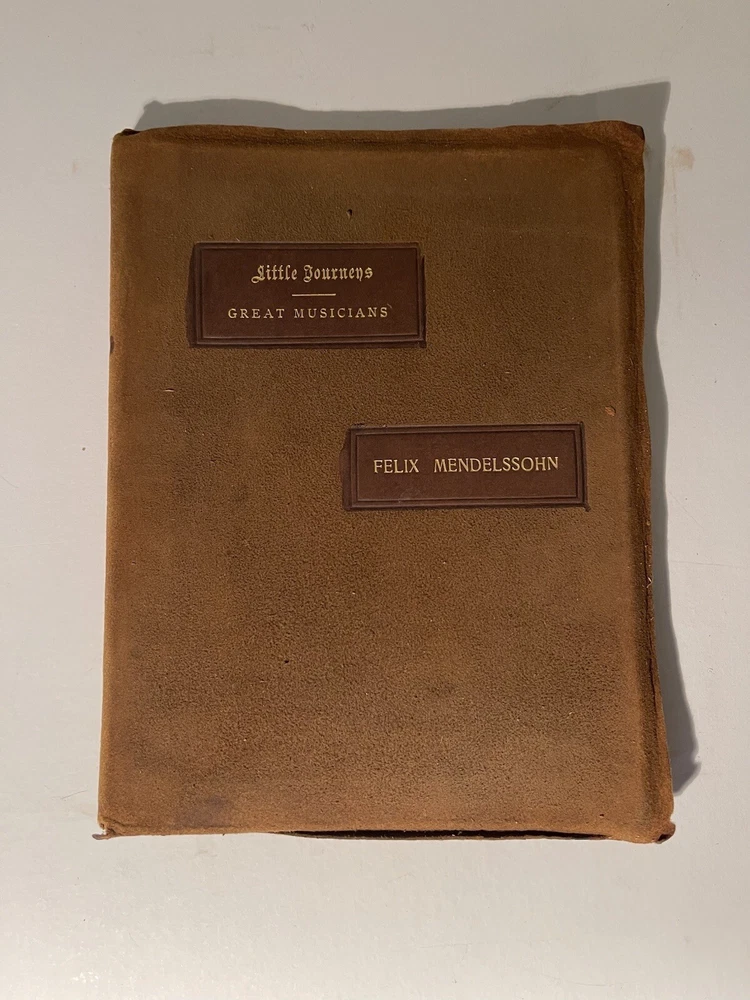 Little Journeys
GREAT MUSICIANS
FELIX MENDELSSOHN